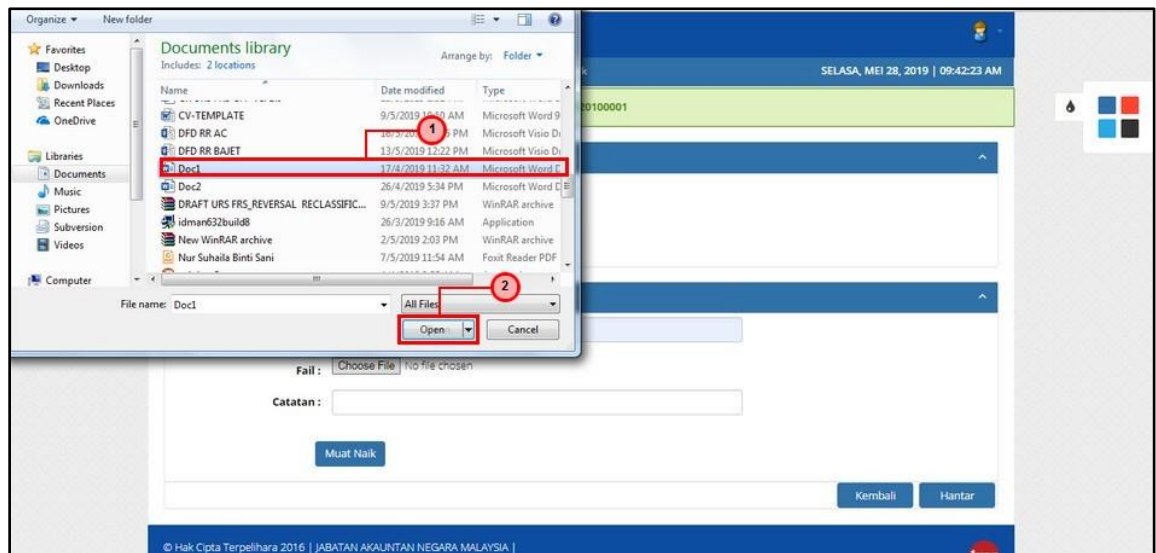 Organize New folder
Favorites
Desktop
Downloads
Recent Places
OneDrive
Libraries
Documents
Music
Pictures
Subversion
Videos
Computer
Documents library
Includes: 2 locations
Arrange by: Folder
Name Date modified Type
CV-TEMPLATE 9/5/2019 10:10 AM Microsoft Word 9
DFD RR AC PM Microsoft Visio
DFD RR BAJET 13/5/2019 12:22 PM Microsoft Visio
1
Doc1 17/4/2019 11:32 AM Microsoft Word
Doc2 26/4/2019 5:34 PM Microsoft Word
DRAFT URS FRS_REVERSAL RECLASSIFIC... 9/5/2019 3:37 PM WinRAR archive
idman632build8 26/3/2019 9:16 AM Application
New WinRAR archive 2/5/2019 2:03 PM WinRAR archive
Nur Suhaila Binti Sani 7/5/2019 11:54 AM Foxit Reader PDF
2
File name: Doc1 All Files
Open Cancel
SELASA, MEI 28, 2019 | 09:42:23 AM
20100001
Fail : Choose File No file chosen
Catatan :
Muat Naik
Kembali Hantar
© Hak Cipta Terpelihara 2016 | JABATAN AKAUNTAN NEGARA MALAYSIA |